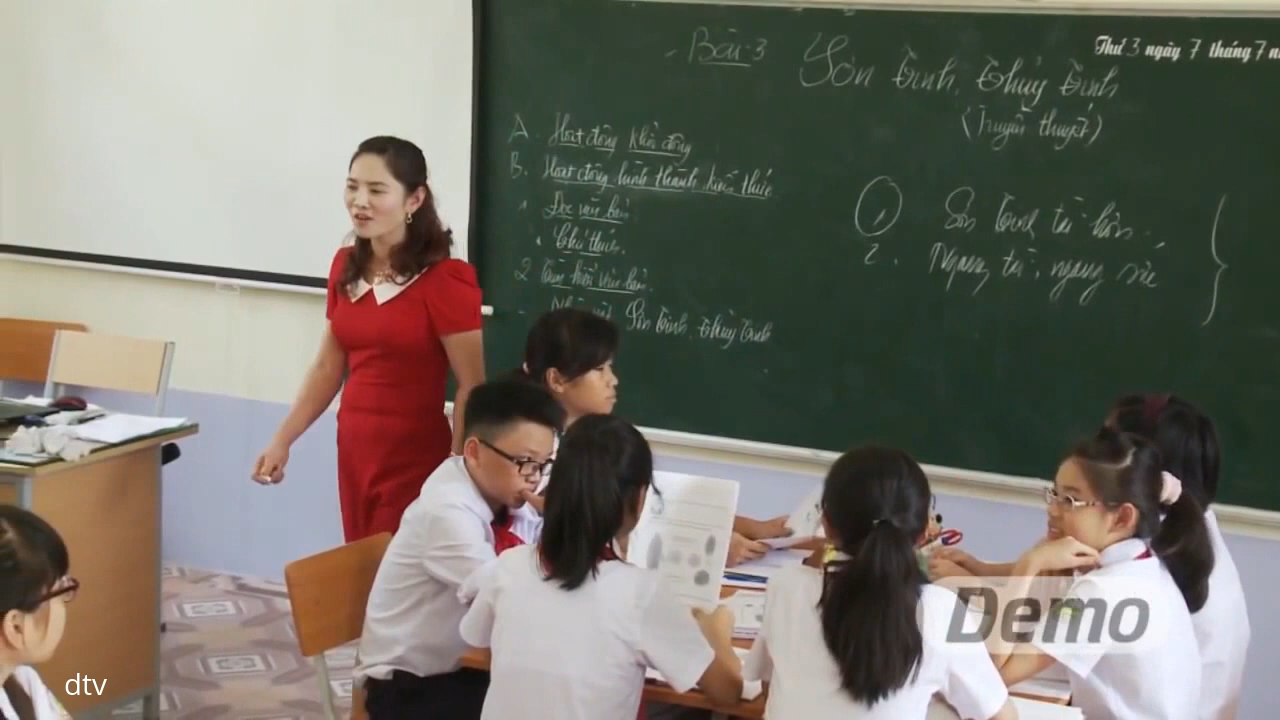 Thứ 3 ngày 7 tháng 7 n
- Bài 3 Sơn Tinh, Thủy Tinh
(Truyền thuyết)
A. Hoạt động khởi động
B. Hoạt động hình thành kiến thức
1 Đọc văn bản
Chú thích.
2 Tìm hiểu văn bản
Sơn Tinh, Thủy Tinh
1,
Sơn Tinh tài
2. Ngang tài, ngang sức
Demo
dtv